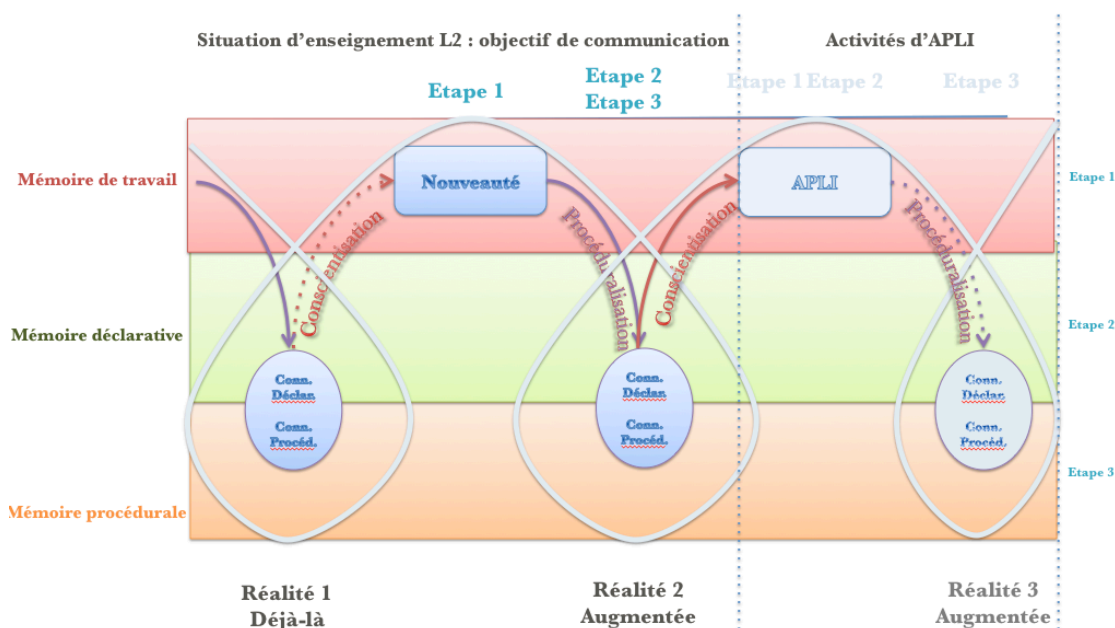 Situation d’enseignement L2 : objectif de communication
Activités d’APLI
Etape 1
Etape 2
Etape 3
Etape 1 Etape 2
Etape 3
Mémoire de travail
Nouveauté
APLI
Etape 1
Conscientisation
Procéduralisation
Conscientisation
Procéduralisation
Mémoire déclarative
Etape 2
Conn.
Déclar.
Conn.
Procéd.
Conn.
Déclar.
Conn.
Procéd.
Conn.
Déclar.
Conn.
Procéd.
Etape 3
Mémoire procédurale
Réalité 1
Déjà-là
Réalité 2
Augmentée
Réalité 3
Augmentée